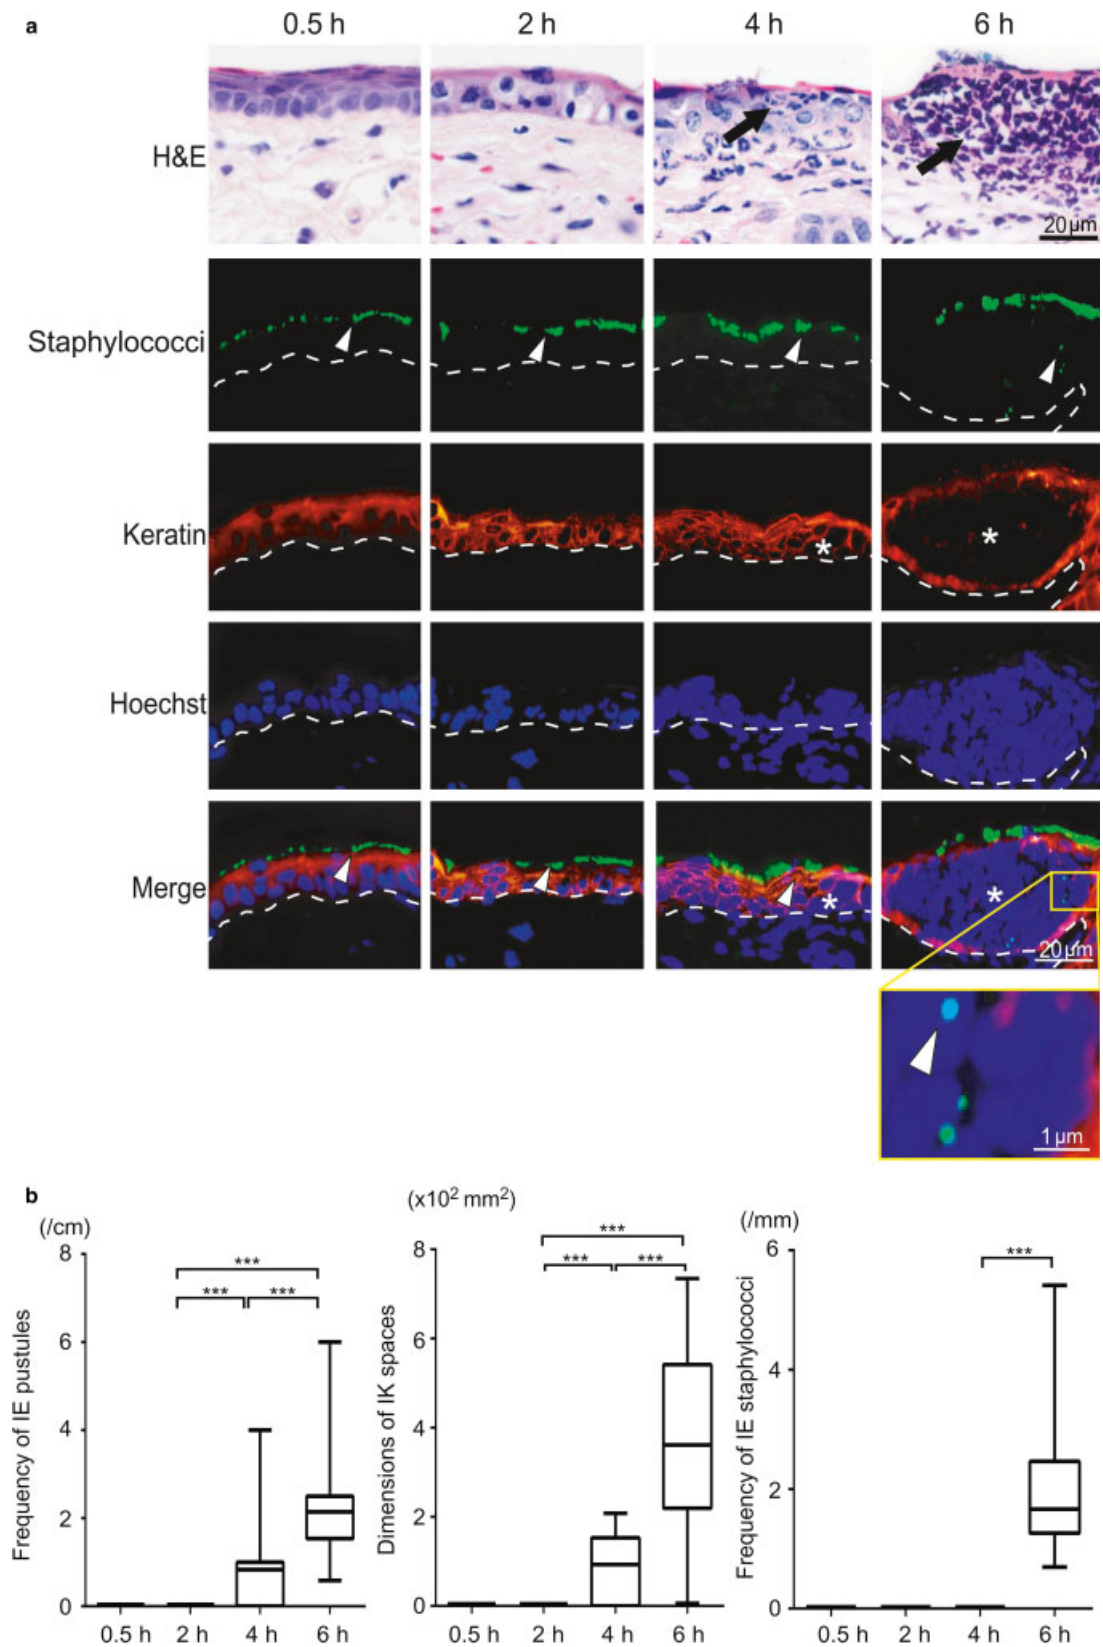 a
0.5 h 2 h 4 h 6 h
H&E
20 µm
Staphylococci
Keratin
*
*
Hoechst
Merge
*
*
20 µm
1 µm
b
(/cm)
Frequency of IE pustules
8
6
4
2
0
***
*** ***
0.5 h 2 h 4 h 6 h
(x10² mm²)
Dimensions of IK spaces
8
6
4
2
0
***
*** ***
0.5 h 2 h 4 h 6 h
(/mm)
Frequency of IE staphylococci
6
4
2
0
***
0.5 h 2 h 4 h 6 h